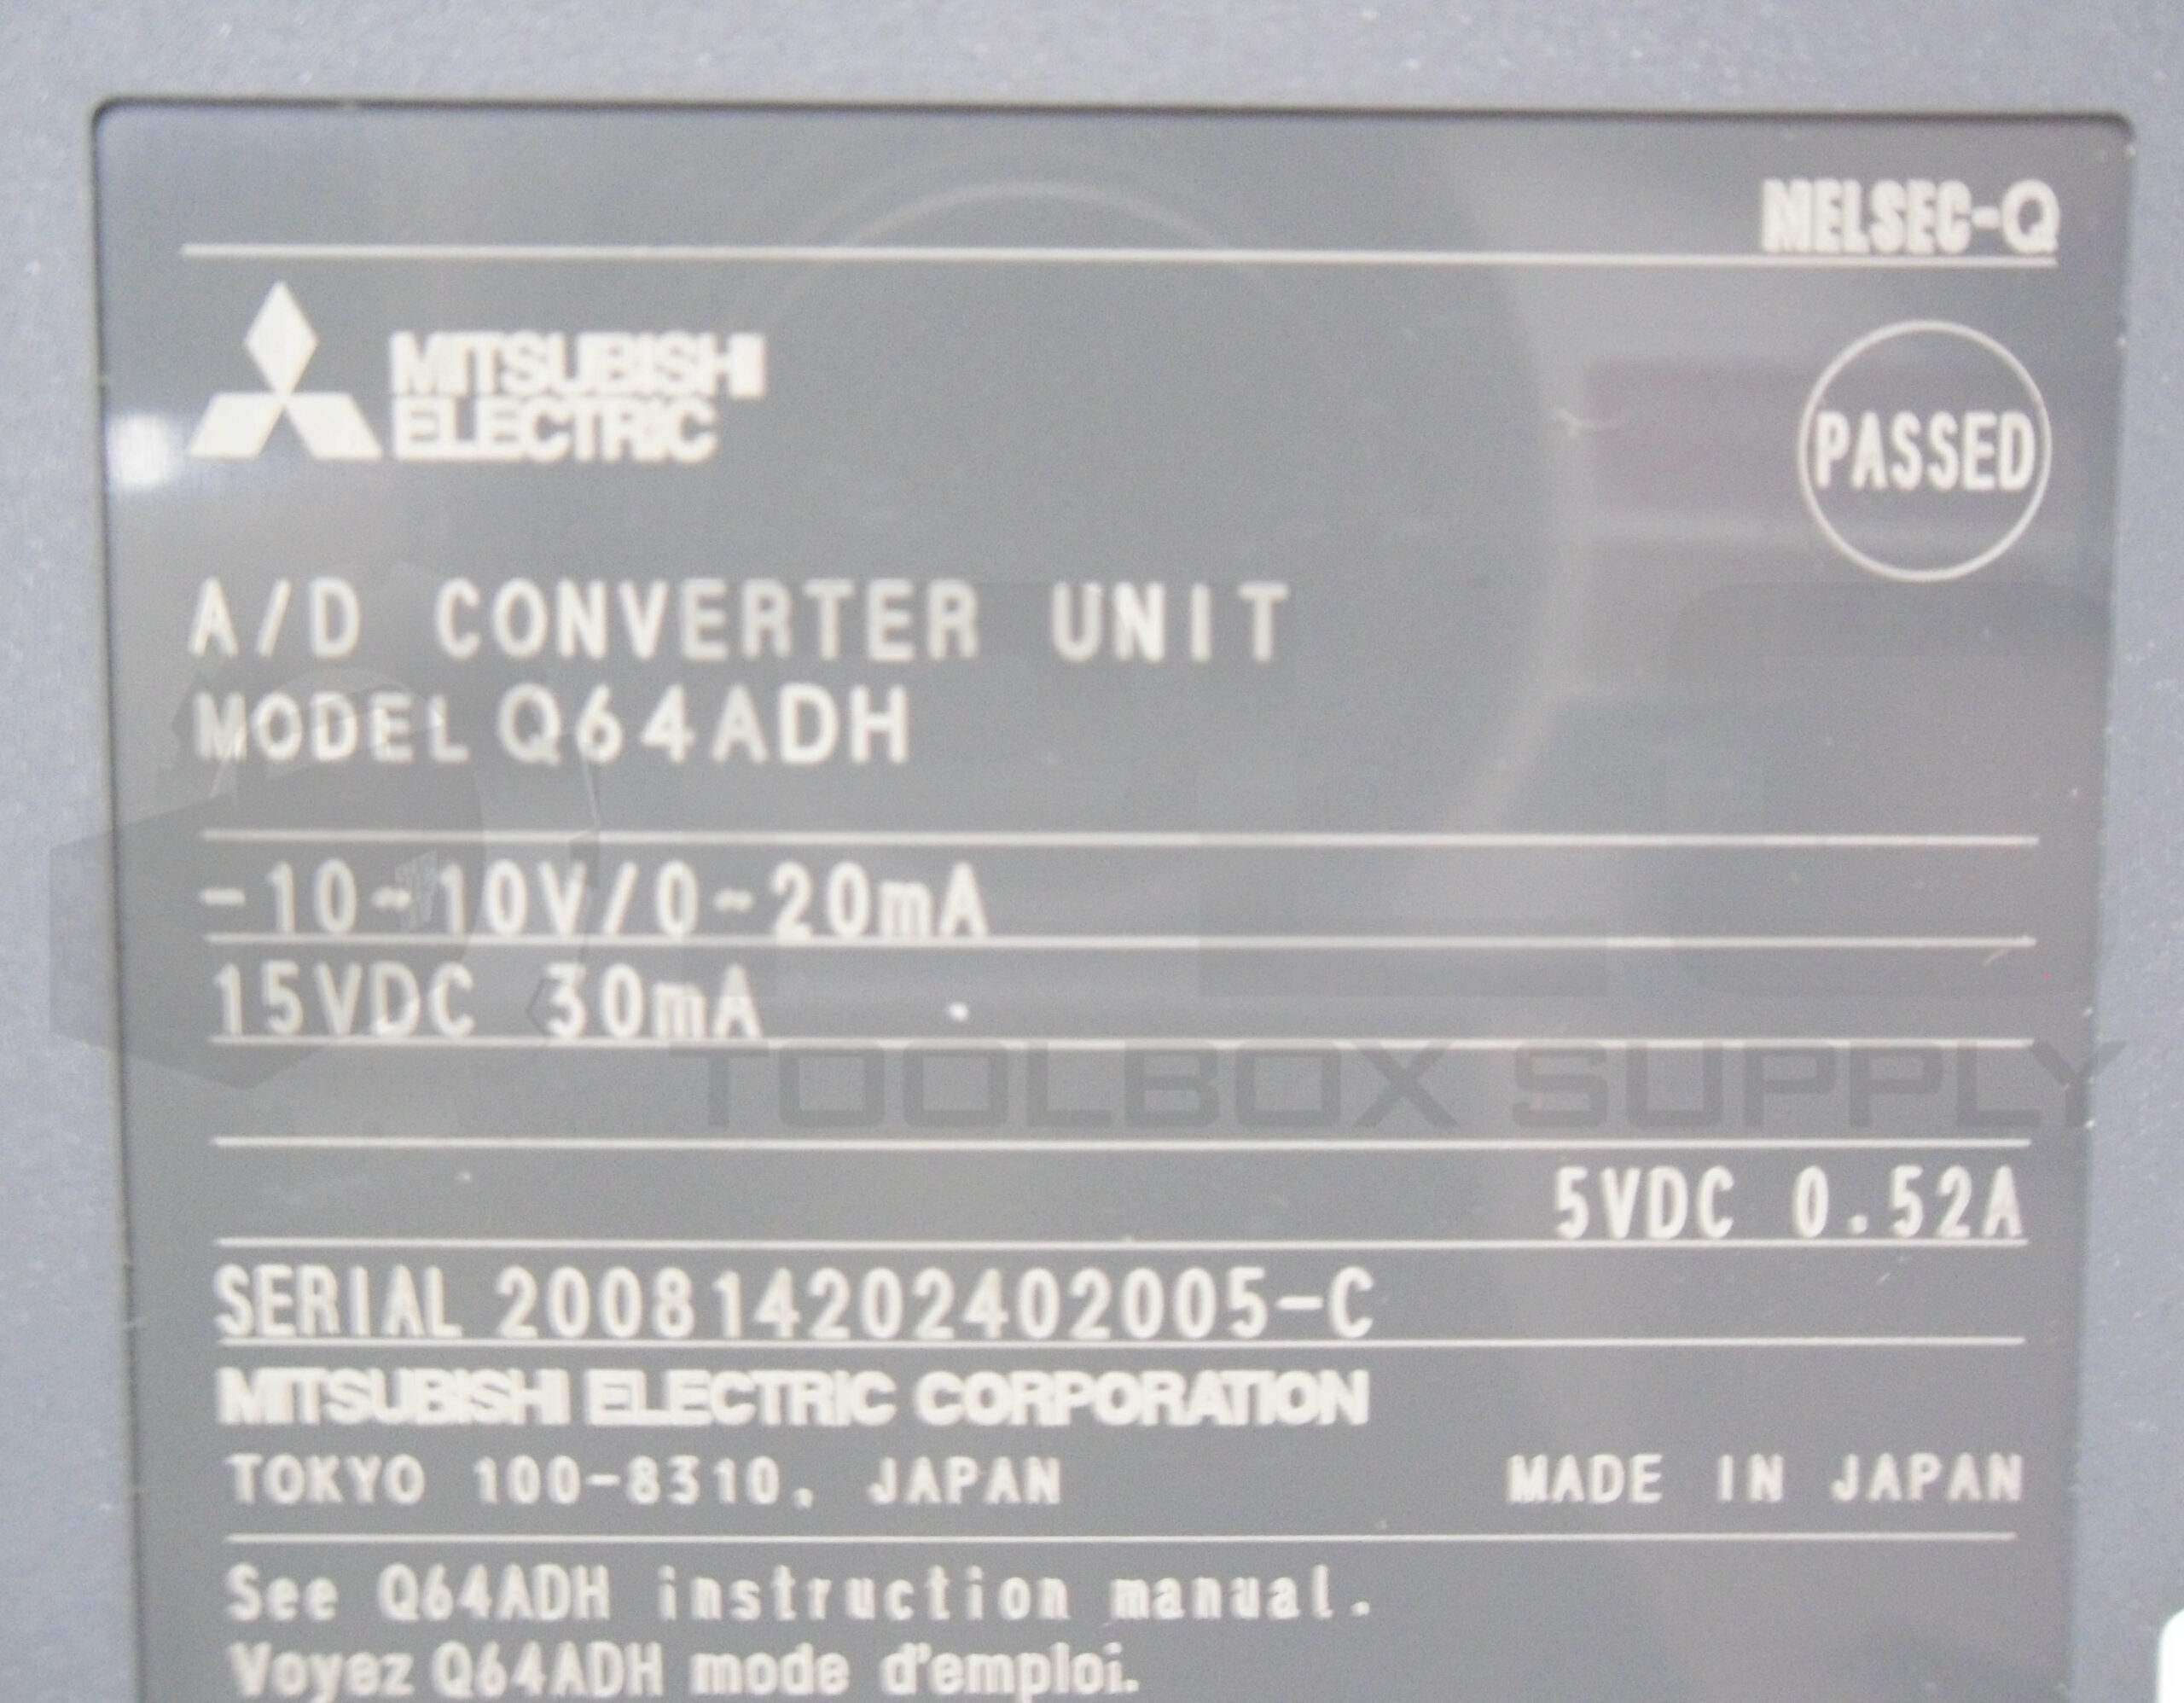 MELSEC-Q
MITSUBISHI
ELECTRIC
PASSED
A/D CONVERTER UNIT
MODEL Q64ADH
-10~10V/0~20mA
15VDC 30mA
TOOLBOX SUPPLY
5VDC 0.52A
SERIAL 200814202402005-C
MITSUBISHI ELECTRIC CORPORATION
TOKYO 100-8310, JAPAN MADE IN JAPAN
See Q64ADH instruction manual.
Voyez Q64ADH mode d'emploi.